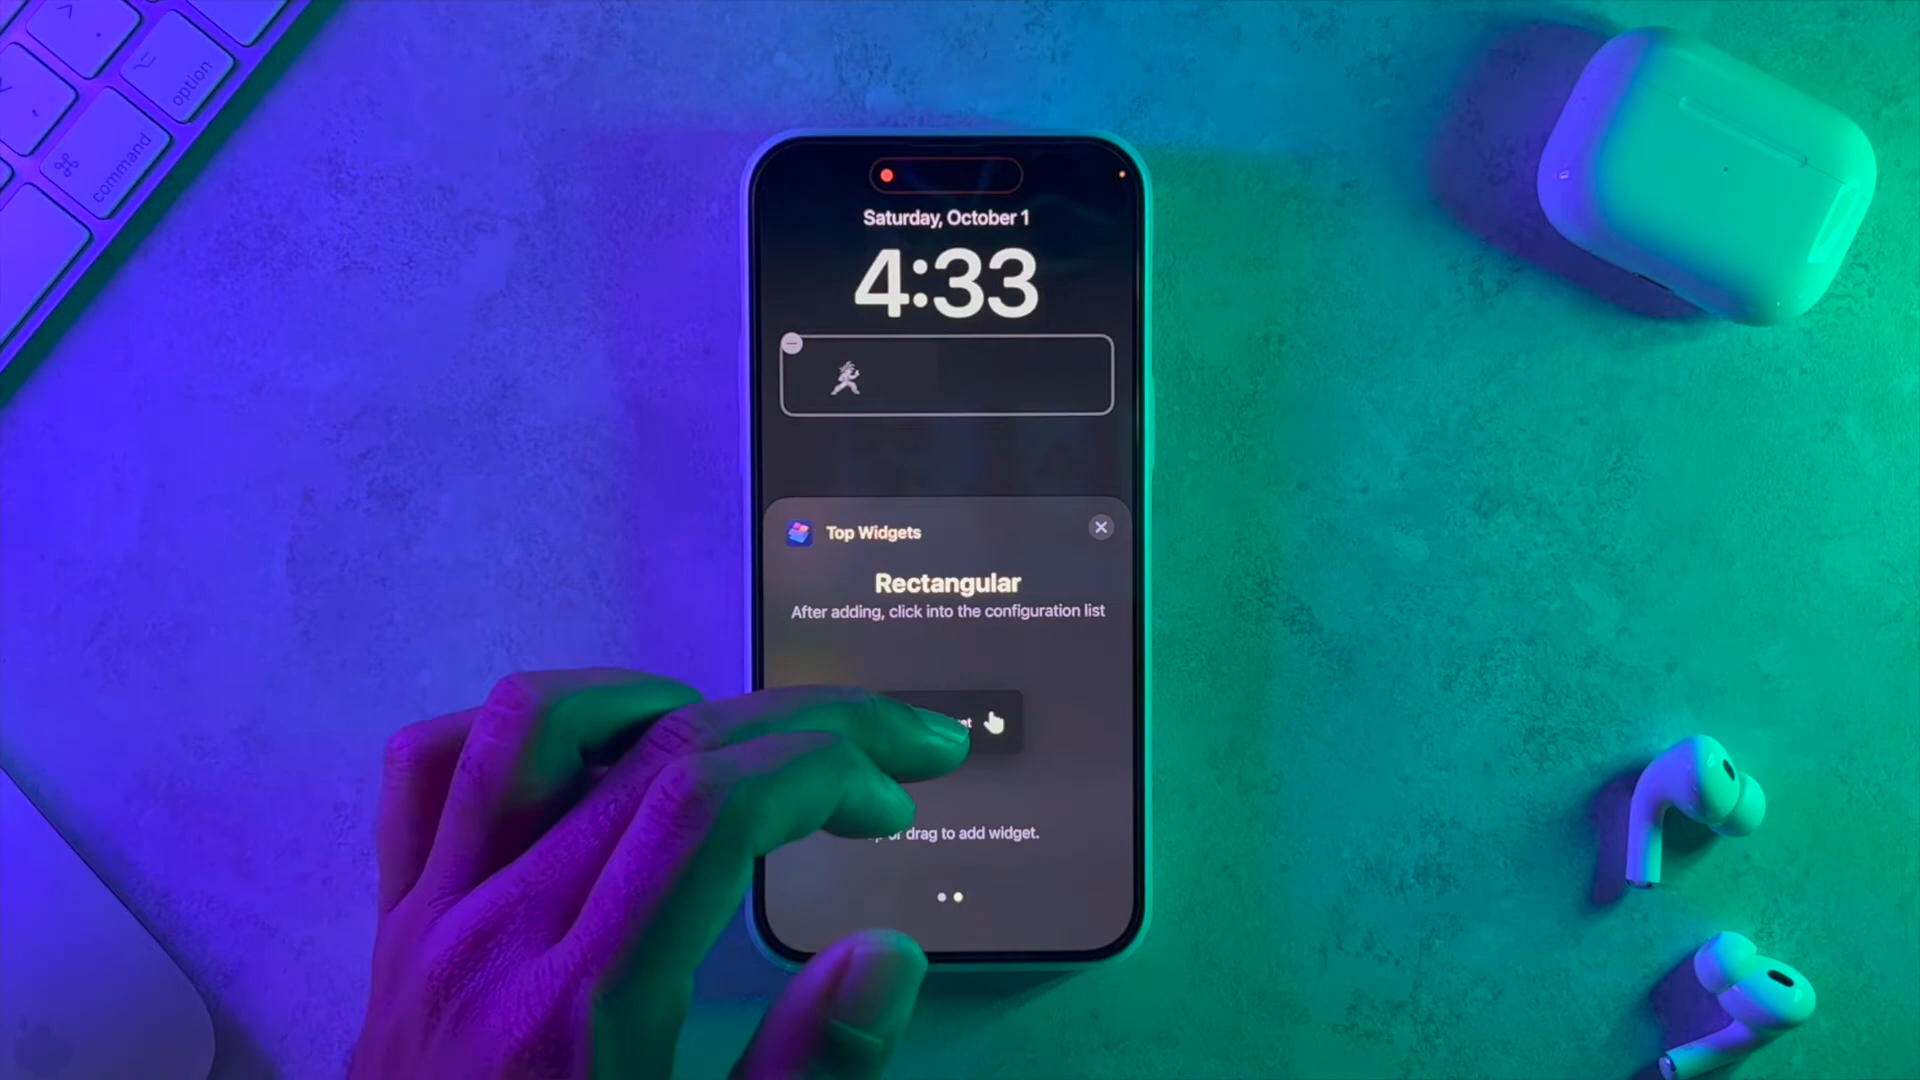 option
command
Saturday, October 1
4:33
Top Widgets
Rectangular
After adding, click into the configuration list
or drag to add widget.